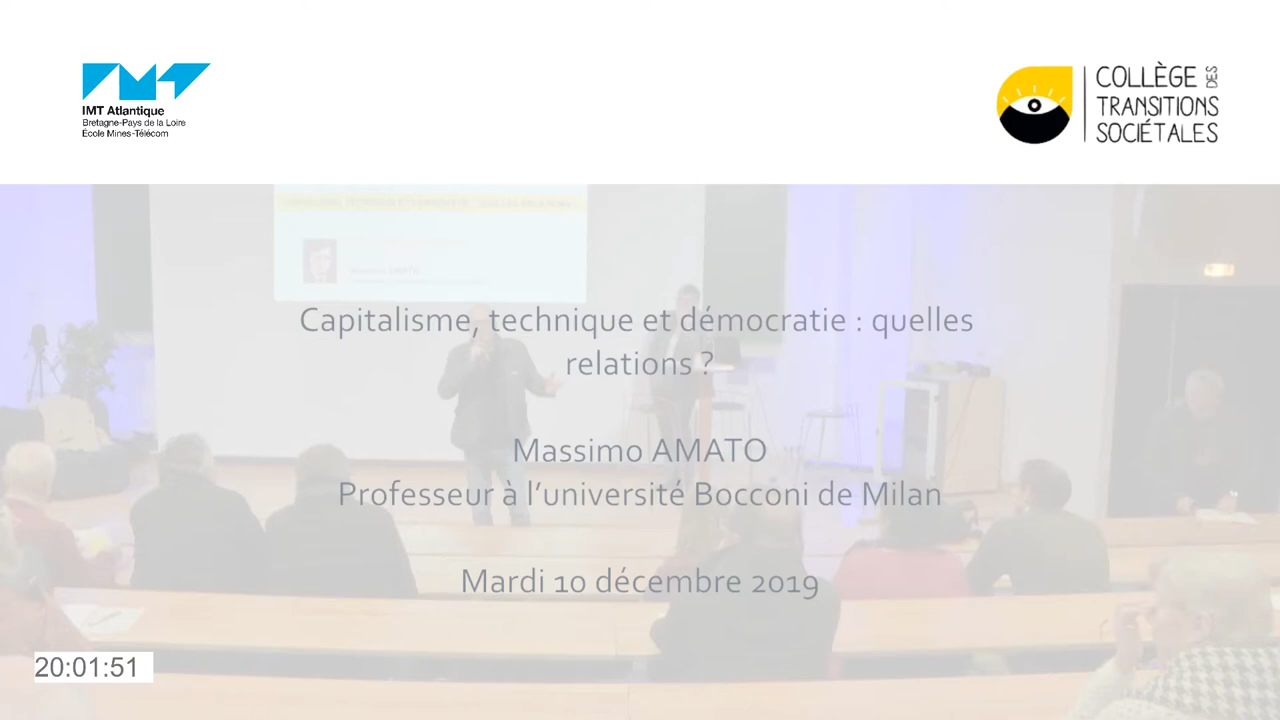 IMT Atlantique
Bretagne-Pays de la Loire
École Mines-Télécom
COLLÈGE DES
TRANSITIONS
SOCIÉTALES
Capitalisme, technique et démocratie : quelles
relations ?
Massimo AMATO
Professeur à l'université Bocconi de Milan
Mardi 10 décembre 2019
20:01:51